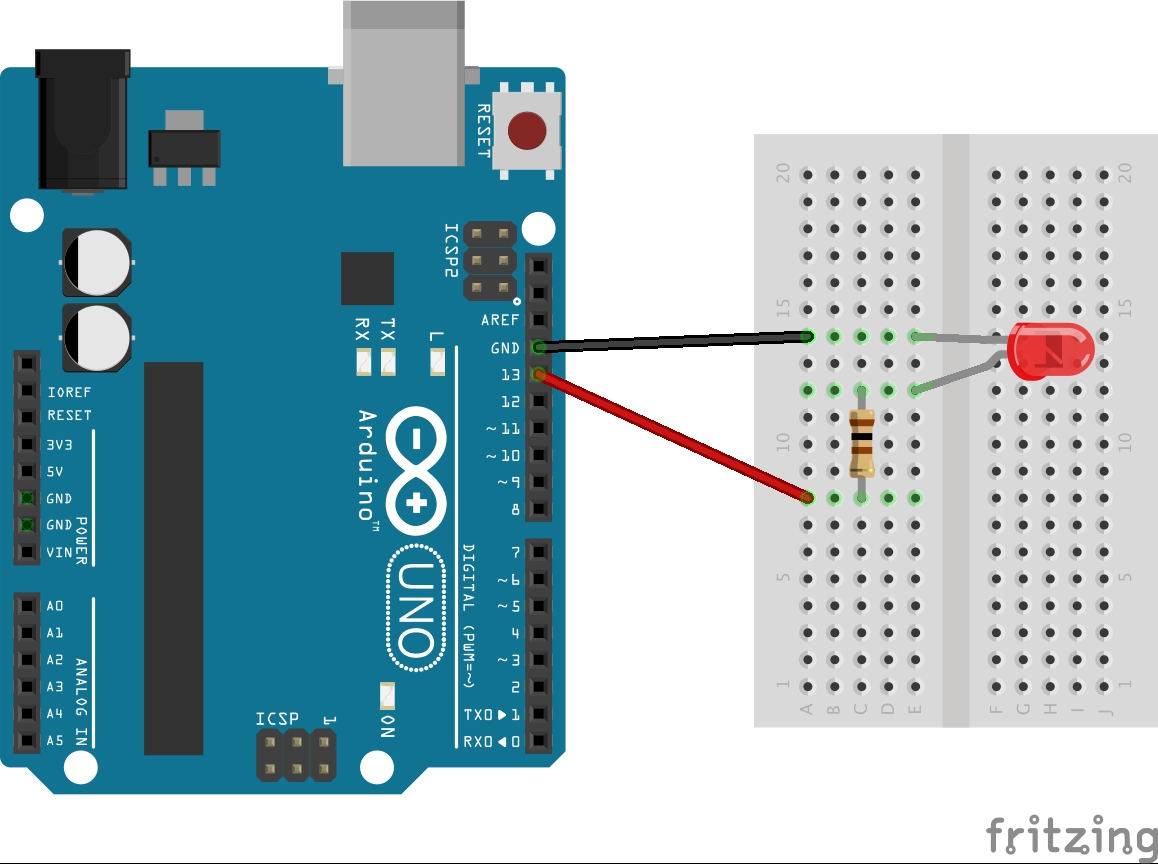 RESET
ICSP2
AREF
GND
13
12
~11
~10
~9
8
7
~6
~5
4
~3
2
TX0▶1
RX0◀0
RX
TX
L
Arduino™
UNO
DIGITAL (PWM=~)
ON
ICSP
1
IOREF
RESET
3V3
5V
GND
GND
VIN
POWER
A0
A1
A2
A3
A4
A5
ANALOG IN
20
15
10
5
1
A B C D E F G H I J
20
15
10
5
1
fritzing